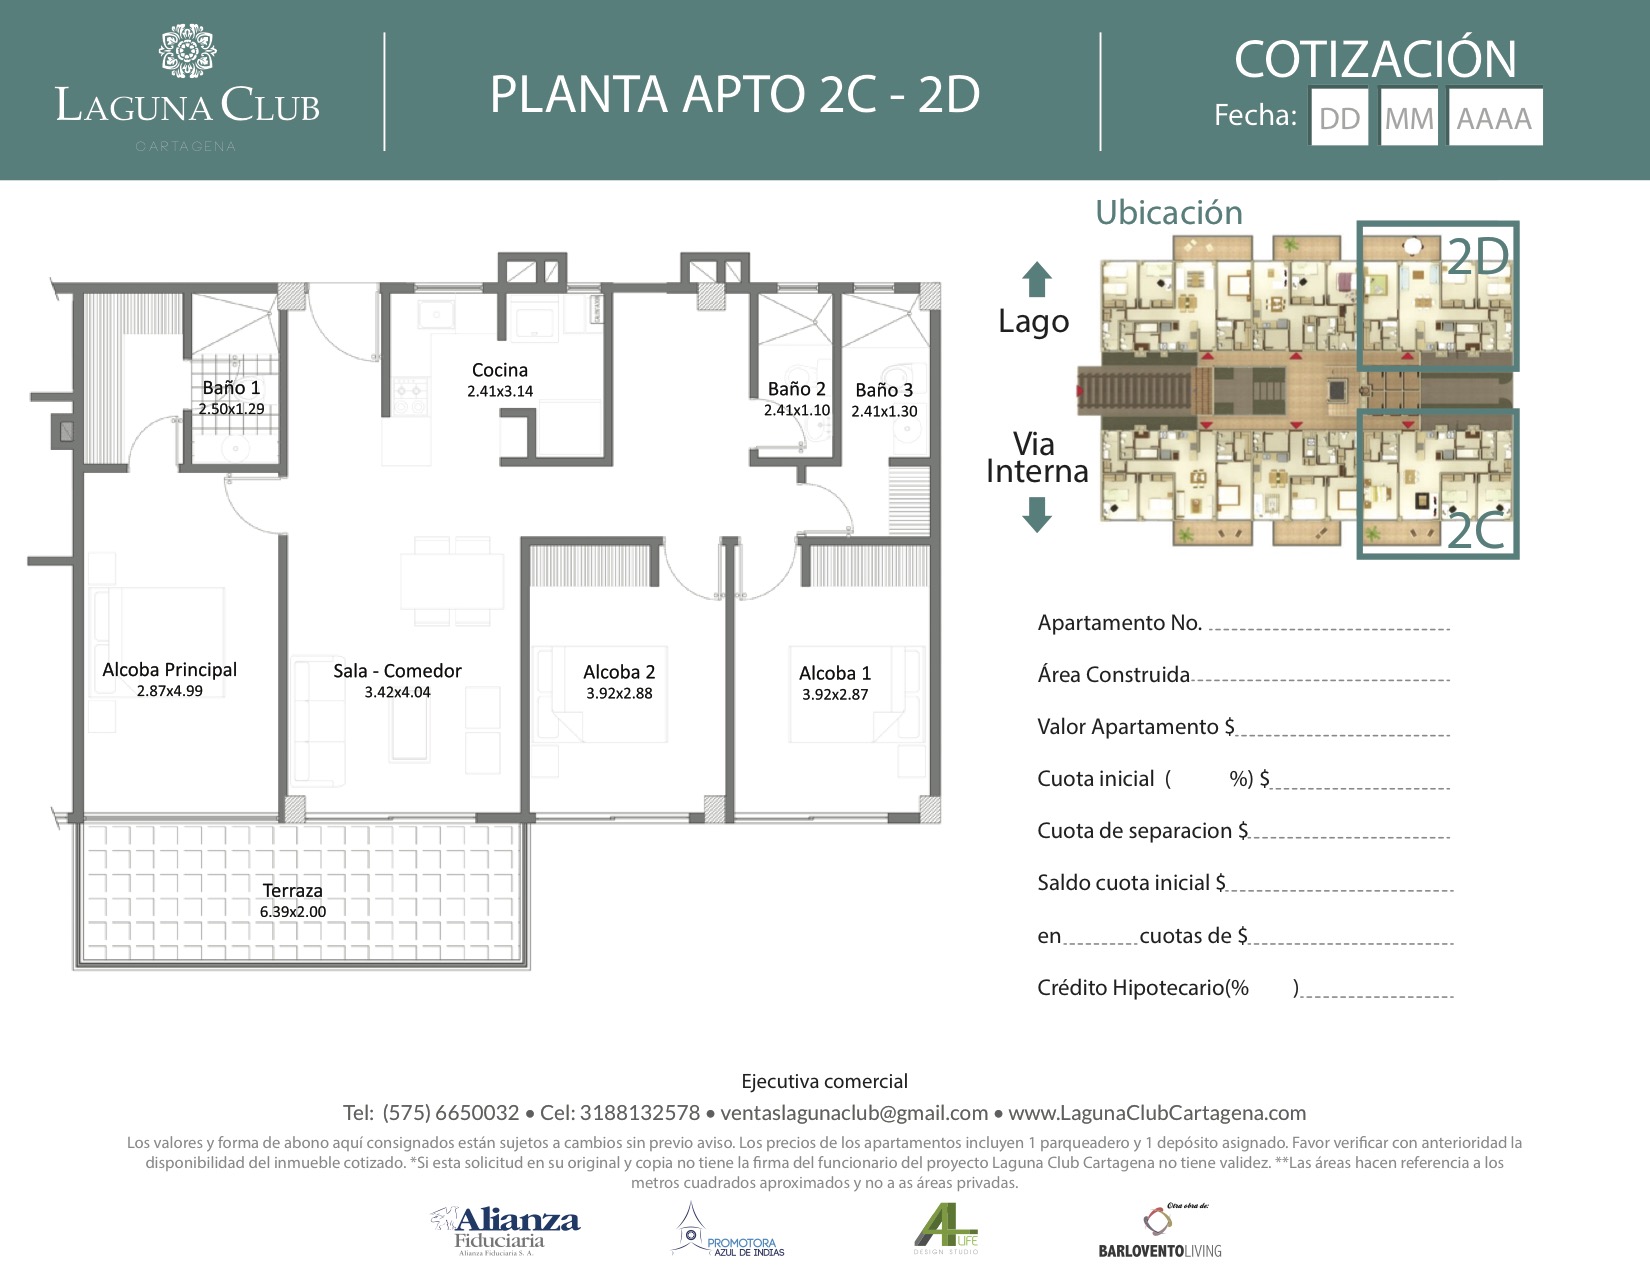 LAGUNA CLUB
CARTAGENA
PLANTA APTO 2C - 2D
COTIZACIÓN
Fecha: DD MM AAAA
Ubicación
2D
Lago
Via
Interna
2C
Cocina
2.41x3.14
Baño 1
2.50x1.29
Baño 2
2.41x1.10
Baño 3
2.41x1.30
Alcoba Principal
2.87x4.99
Sala - Comedor
3.42x4.04
Alcoba 2
3.92x2.88
Alcoba 1
3.92x2.87
Terraza
6.39x2.00
Apartamento No.
Área Construida
Valor Apartamento $
Cuota inicial ( %) $
Cuota de separacion $
Saldo cuota inicial $
en cuotas de $
Crédito Hipotecario(% )
Ejecutiva comercial
Tel: (575) 6650032 • Cel: 3188132578 • ventaslagunaclub@gmail.com • www.LagunaClubCartagena.com
Los valores y forma de abono aquí consignados están sujetos a cambios sin previo aviso. Los precios de los apartamentos incluyen 1 parqueadero y 1 depósito asignado. Favor verificar con anterioridad la
disponibilidad del inmueble cotizado. *Si esta solicitud en su original y copia no tiene la firma del funcionario del proyecto Laguna Club Cartagena no tiene validez. **Las áreas hacen referencia a los
metros cuadrados aproximados y no a as áreas privadas.
Alianza
Fiduciaria
Alianza Fiduciaria S. A.
PROMOTORA
AZUL DE INDIAS
A4LIFE
DESIGN STUDIO
Otra obra de:
BARLOVENTO LIVING